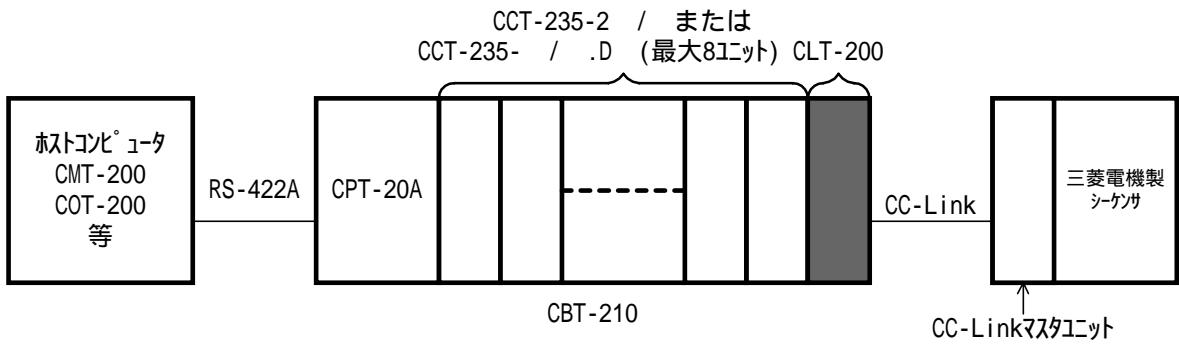 CCT-235-2 / または
CCT-235- / .D (最大8ユニット) CLT-200
ホストコンピュータ
CMT-200
COT-200
等
RS-422A
CPT-20A
CC-Link
三菱電機製
シーケンサ
CBT-210
CC-Linkマスタユニット